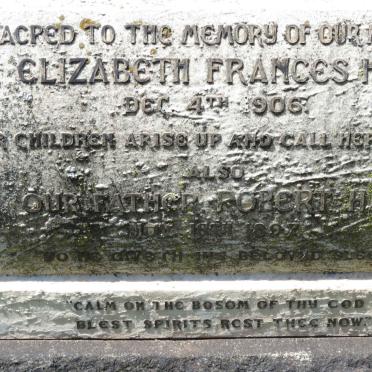 SACRED TO THE MEMORY OF OUR
ELIZABETH FRANCES H
DEC 4TH 1906.
CHILDREN ARISE UP AND CALL HER
ALSO
OUR FATHER ROBERT H
BELOVED
"CALM ON THE BOSOM OF THY GOD
BLEST SPIRITS REST THEE NOW.